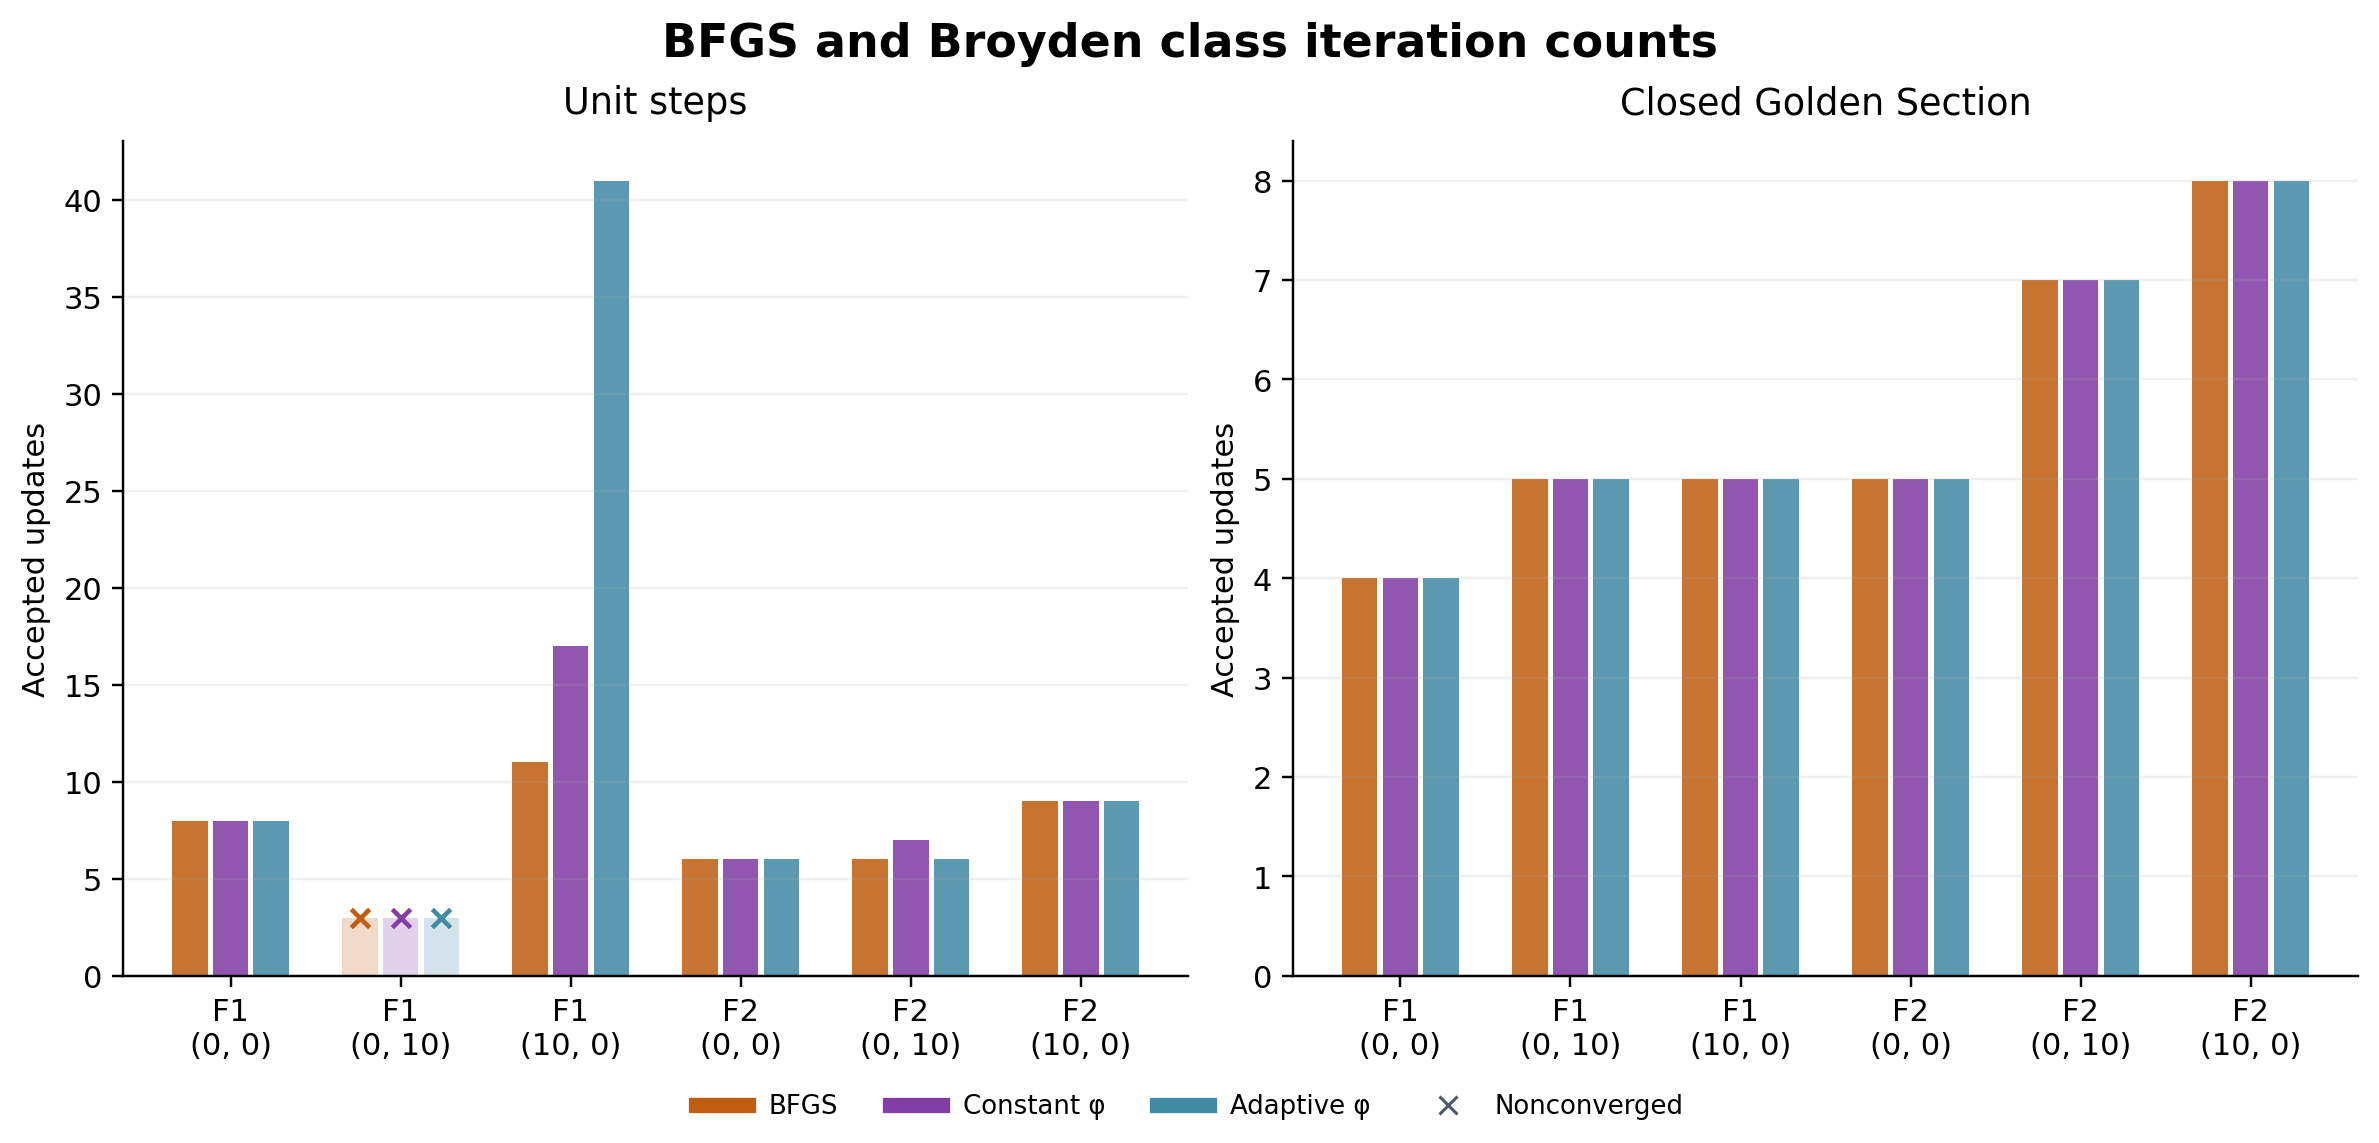 BFGS and Broyden class iteration counts
Unit steps
Accepted updates
40
35
30
25
20
15
10
5
0
F1
(0, 0)
F1
(0, 10)
F1
(10, 0)
F2
(0, 0)
F2
(0, 10)
F2
(10, 0)
Closed Golden Section
Accepted updates
8
7
6
5
4
3
2
1
0
F1
(0, 0)
F1
(0, 10)
F1
(10, 0)
F2
(0, 0)
F2
(0, 10)
F2
(10, 0)
BFGS
Constant φ
Adaptive φ
Nonconverged